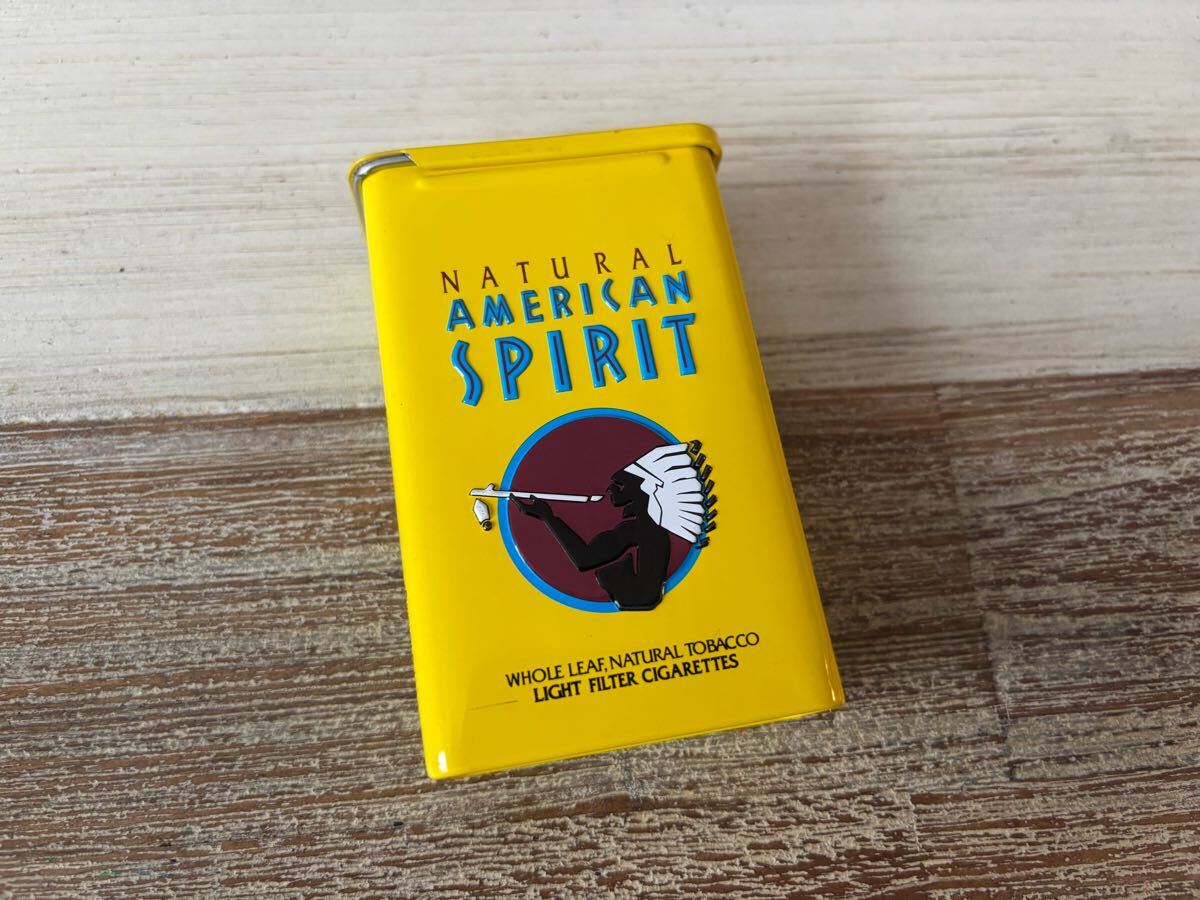 NATURAL
AMERICAN
SPIRIT
WHOLE LEAF, NATURAL TOBACCO
LIGHT FILTER CIGARETTES